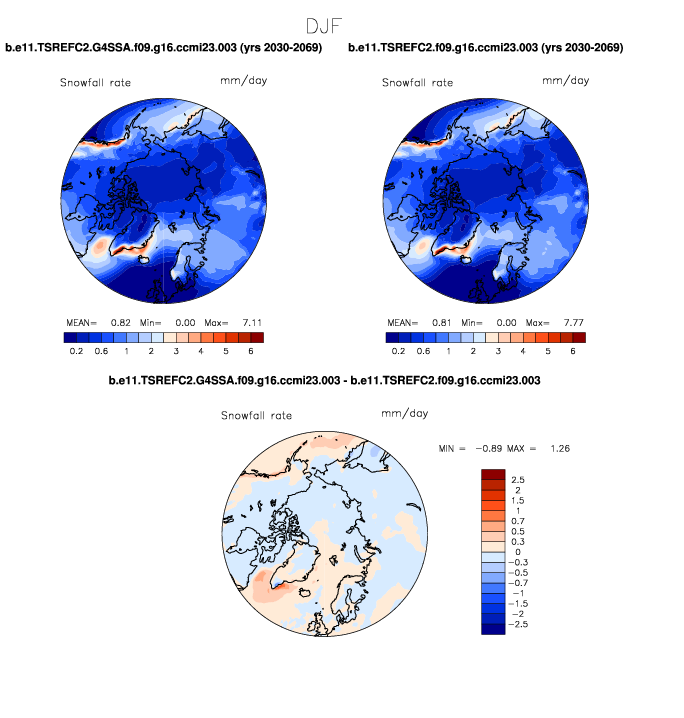 DJF
b.e11.TSREFC2.G4SSA.f09.g16.ccmi23.003 (yrs 2030-2069) b.e11.TSREFC2.f09.g16.ccmi23.003 (yrs 2030-2069)
Snowfall rate mm/day Snowfall rate mm/day
MEAN= 0.82 Min= 0.00 Max= 7.11 MEAN= 0.81 Min= 0.00 Max= 7.77
0.2 0.6 1 2 3 4 5 6 0.2 0.6 1 2 3 4 5 6
b.e11.TSREFC2.G4SSA.f09.g16.ccmi23.003 - b.e11.TSREFC2.f09.g16.ccmi23.003
Snowfall rate mm/day
MIN = -0.89 MAX = 1.26
2.5
2
1.5
1
0.7
0.5
0.3
0
-0.3
-0.5
-0.7
-1
-1.5
-2
-2.5